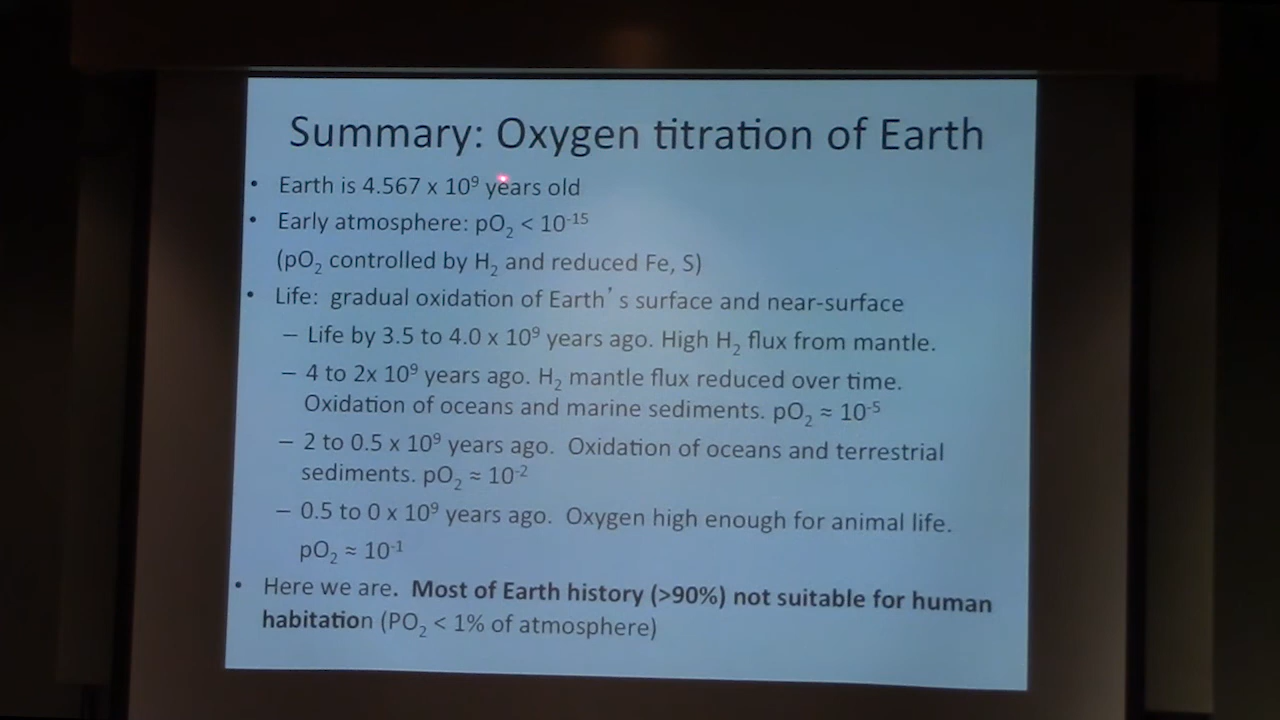 Summary: Oxygen titration of Earth
• Earth is 4.567 x 10⁹ years old
• Early atmosphere: pO₂ < 10⁻¹⁵
(pO₂ controlled by H₂ and reduced Fe, S)
• Life: gradual oxidation of Earth's surface and near-surface
– Life by 3.5 to 4.0 x 10⁹ years ago. High H₂ flux from mantle.
– 4 to 2x 10⁹ years ago. H₂ mantle flux reduced over time.
Oxidation of oceans and marine sediments. pO₂ ≈ 10⁻⁵
– 2 to 0.5 x 10⁹ years ago. Oxidation of oceans and terrestrial
sediments. pO₂ ≈ 10⁻²
– 0.5 to 0 x 10⁹ years ago. Oxygen high enough for animal life.
pO₂ ≈ 10⁻¹
• Here we are. Most of Earth history (>90%) not suitable for human
habitation (PO₂ < 1% of atmosphere)